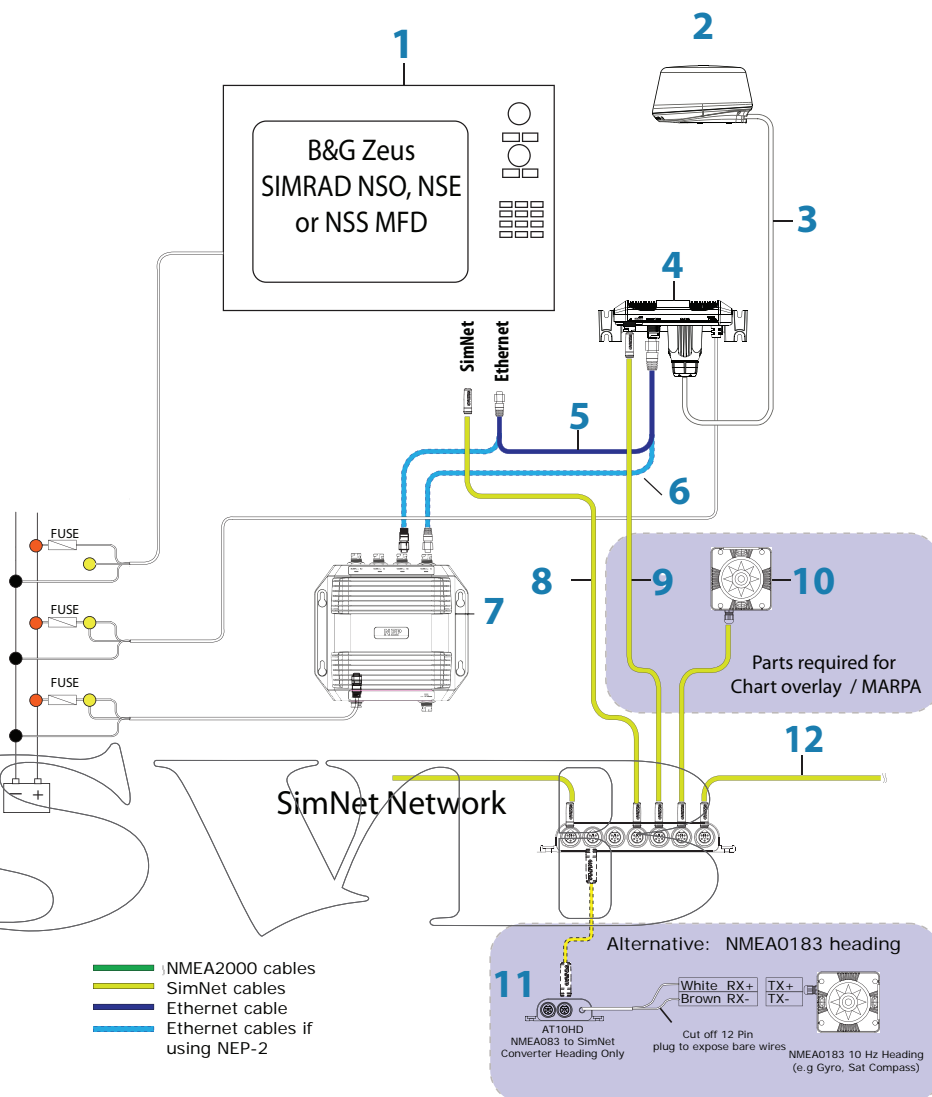 1
2
B&G Zeus
SIMRAD NSO, NSE
or NSS MFD
3
4
SimNet
Ethernet
5
6
FUSE
8
9
10
7
FUSE
Parts required for
Chart overlay / MARPA
FUSE
12
- +
SimNet Network
SVB
Alternative: NMEA0183 heading
NMEA2000 cables
SimNet cables
Ethernet cable
Ethernet cables if
using NEP-2
11
White RX+ TX+
Brown RX- TX-
AT10HD
NMEA083 to SimNet
Converter Heading Only
Cut off 12 Pin
plug to expose bare wires
NMEA0183 10 Hz Heading
(e.g Gyro, Sat Compass)